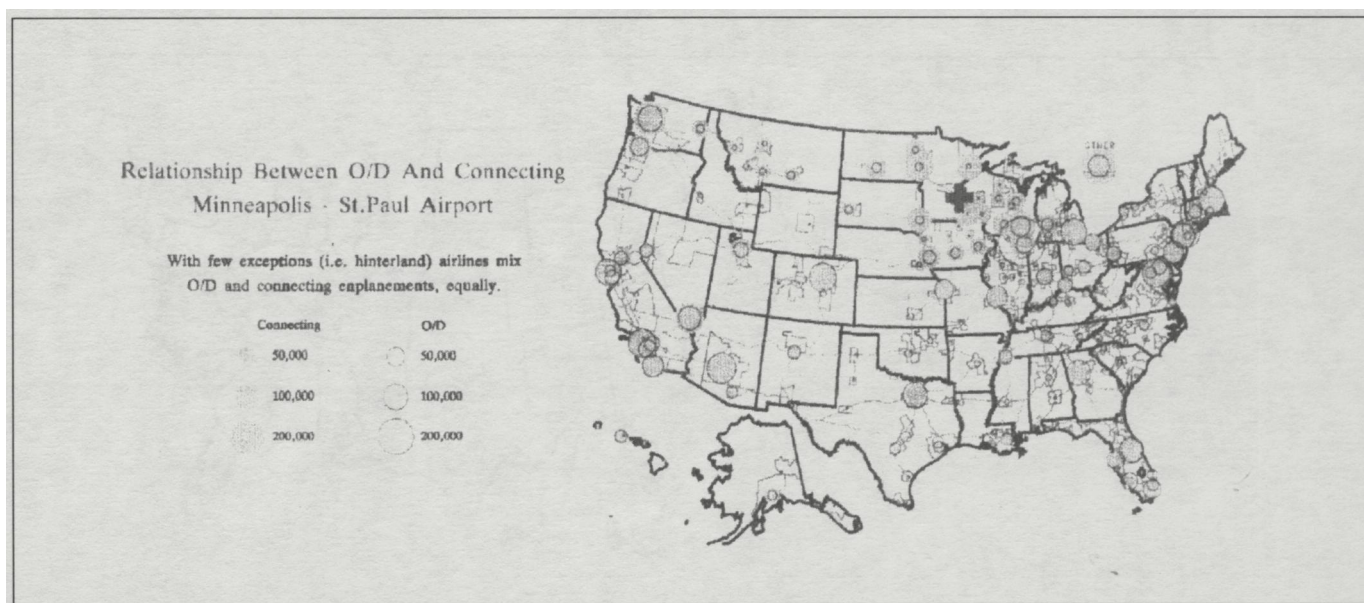 Relationship Between O/D And Connecting
Minneapolis - St.Paul Airport
With few exceptions (i.e. hinterland) airlines mix
O/D and connecting enplanements, equally.
Connecting O/D
50,000 50,000
100,000 100,000
200,000 200,000
OTHER